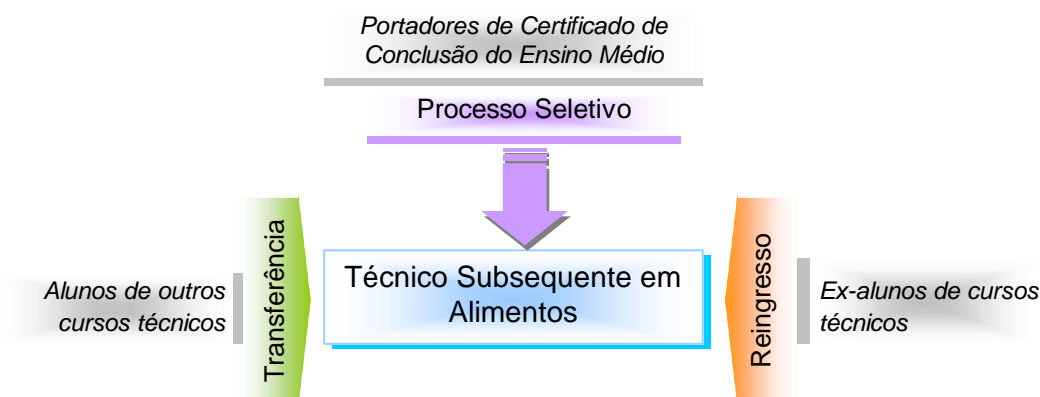 Portadores de Certificado de
Conclusão do Ensino Médio
Processo Seletivo
Transferência
Alunos de outros
cursos técnicos
Técnico Subsequente em
Alimentos
Reingresso
Ex-alunos de cursos
técnicos